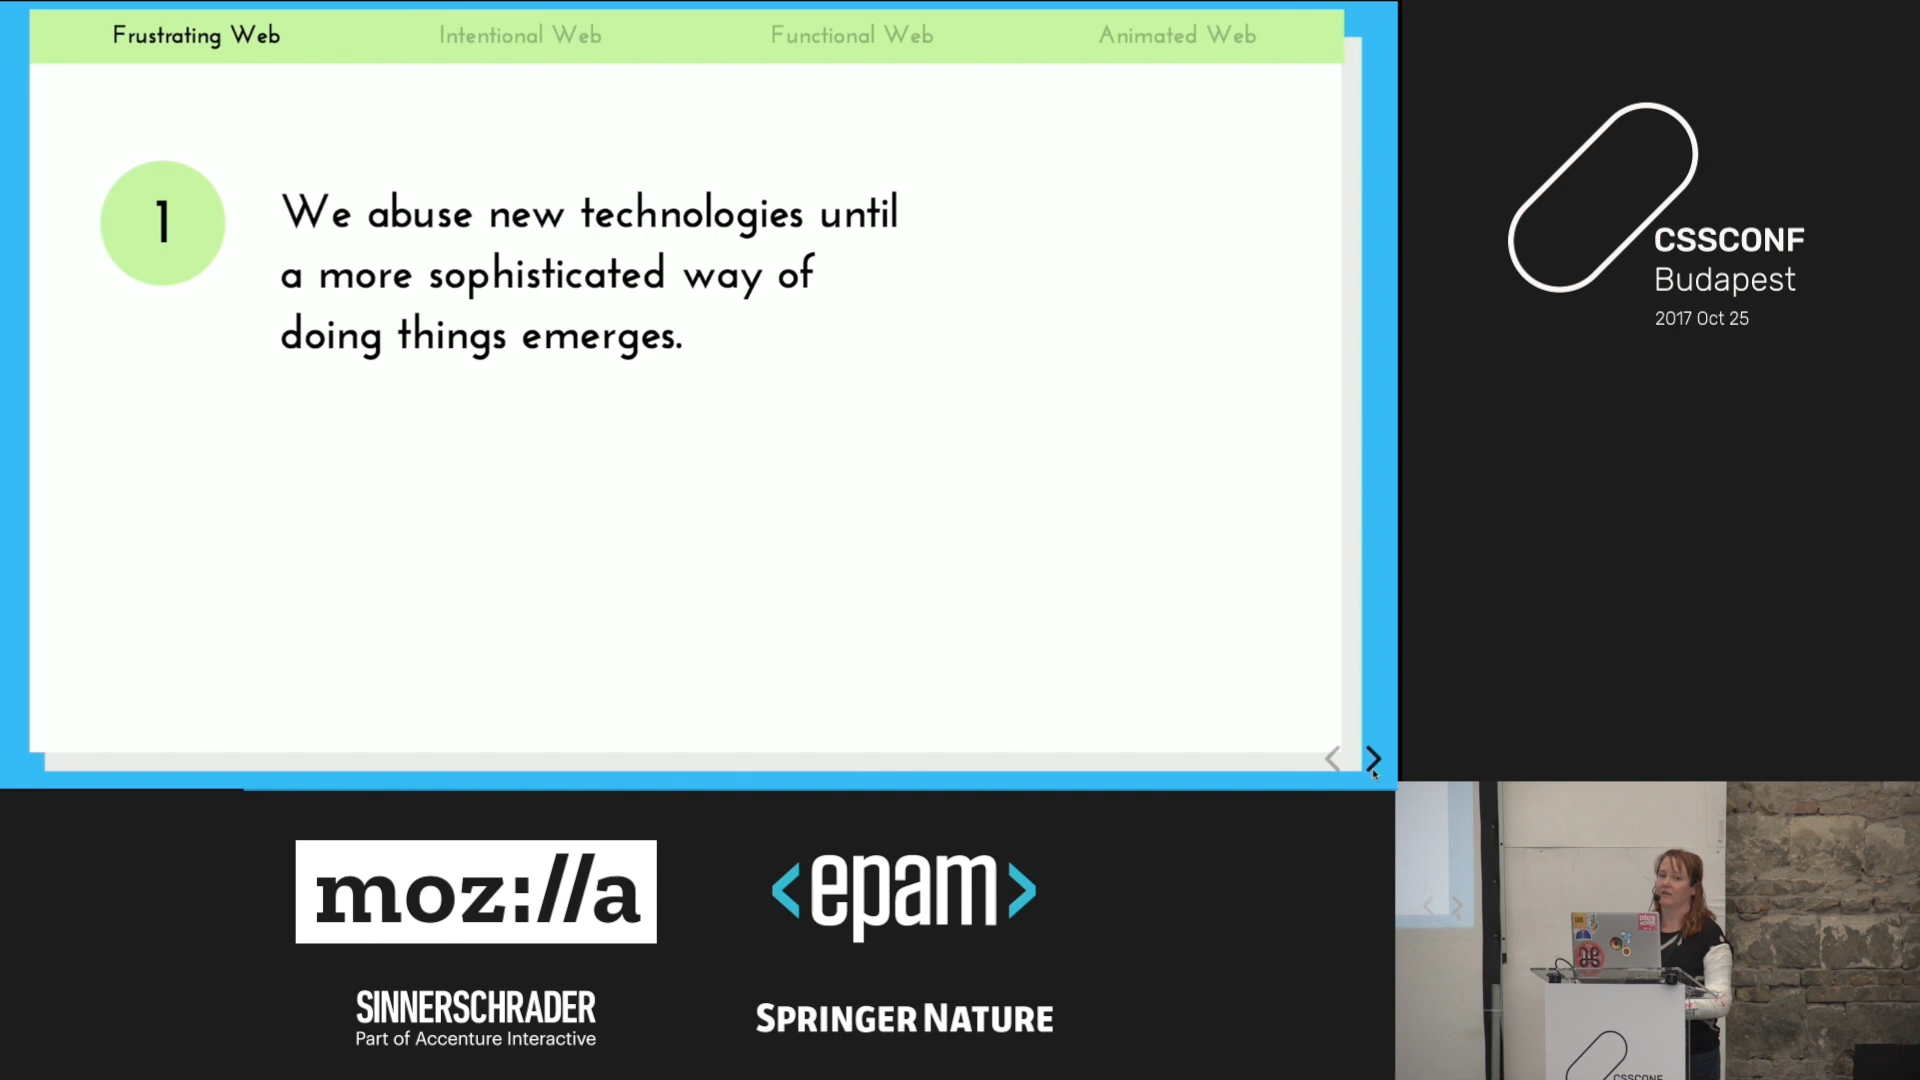 Frustrating Web
Intentional Web
Functional Web
Animated Web
1
We abuse new technologies until
a more sophisticated way of
doing things emerges.
CSSCONF
Budapest
2017 Oct 25
moz://a
<epam>
SINNERSCHRADER
Part of Accenture Interactive
SPRINGER NATURE
CSSCONF